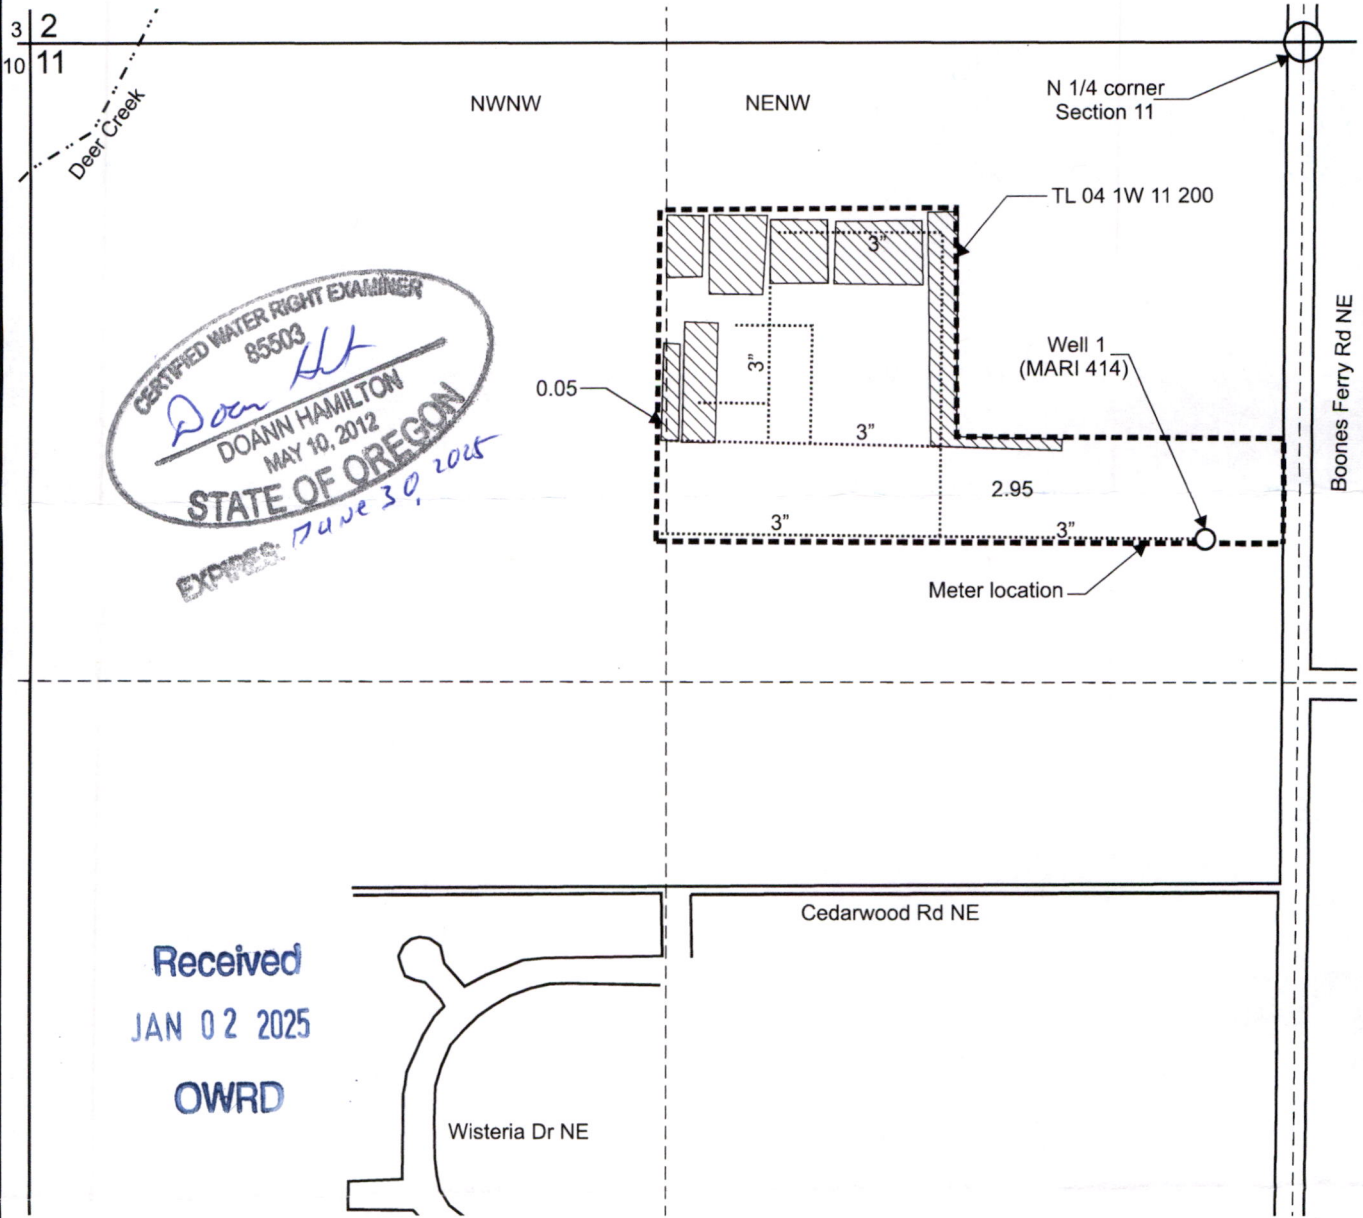 3 2
10 11
Deer Creek
NWNW
NENW
N 1/4 corner
Section 11
TL 04 1W 11 200
3"
Well 1
(MARI 414)
Boones Ferry Rd NE
3"
0.05
3"
2.95
3"
3"
Meter location
CERTIFIED WATER RIGHT EXAMINER
85503
DOANN HAMILTON
MAY 10, 2012
STATE OF OREGON
EXPIRES: June 30, 2025
Cedarwood Rd NE
Received
JAN 02 2025
OWRD
Wisteria Dr NE